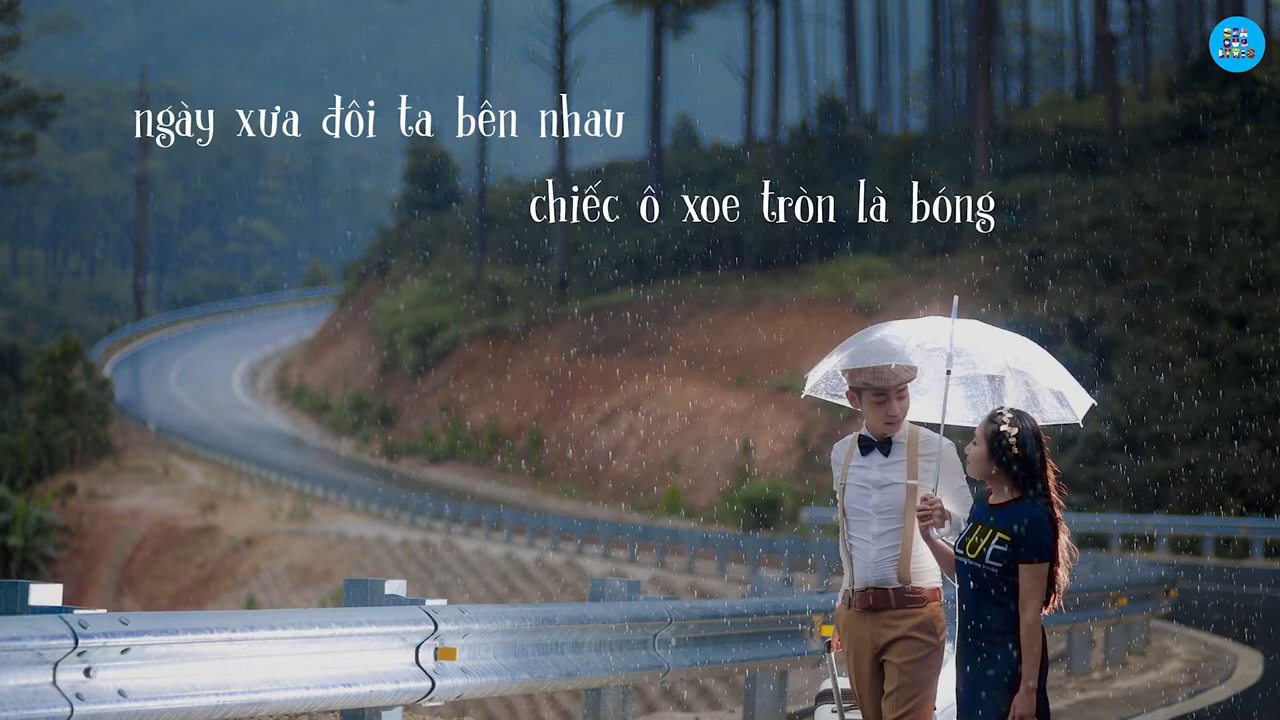 ngày xưa đôi ta bên nhau
chiếc ô xoe tròn là bóng